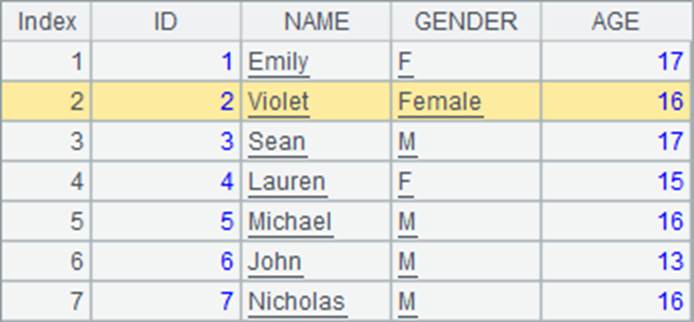 Index ID NAME GENDER AGE
1 1 Emily F 17
2 2 Violet Female 16
3 3 Sean M 17
4 4 Lauren F 15
5 5 Michael M 16
6 6 John M 13
7 7 Nicholas M 16